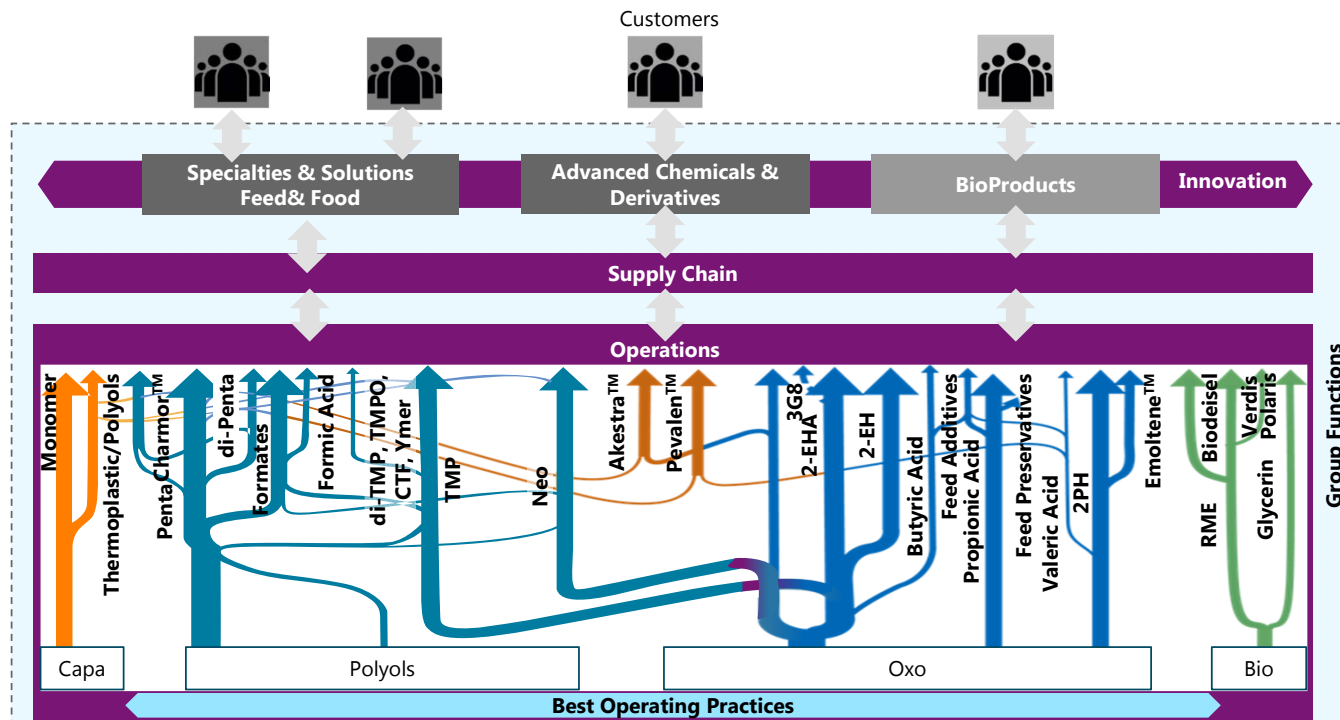 Customers
Specialties & Solutions
Feed& Food
Advanced Chemicals &
Derivatives
BioProducts
Innovation
Supply Chain
Operations
Group Functions
Monomer
Thermoplastic/Polyols
Penta
Charmor™
di-Penta
Formates
Formic Acid
di-TMP, TMPO,
CTF, Ymer
TMP
Neo
Akestra™
Pevalen™
3G8
2-EHA
2-EH
Butyric Acid
Feed Additives
Propionic Acid
Feed Preservatives
Valeric Acid
2PH
Emoltene™
RME
Biodeisel
Verdis
Polaris
Glycerin
Capa
Polyols
Oxo
Bio
Best Operating Practices